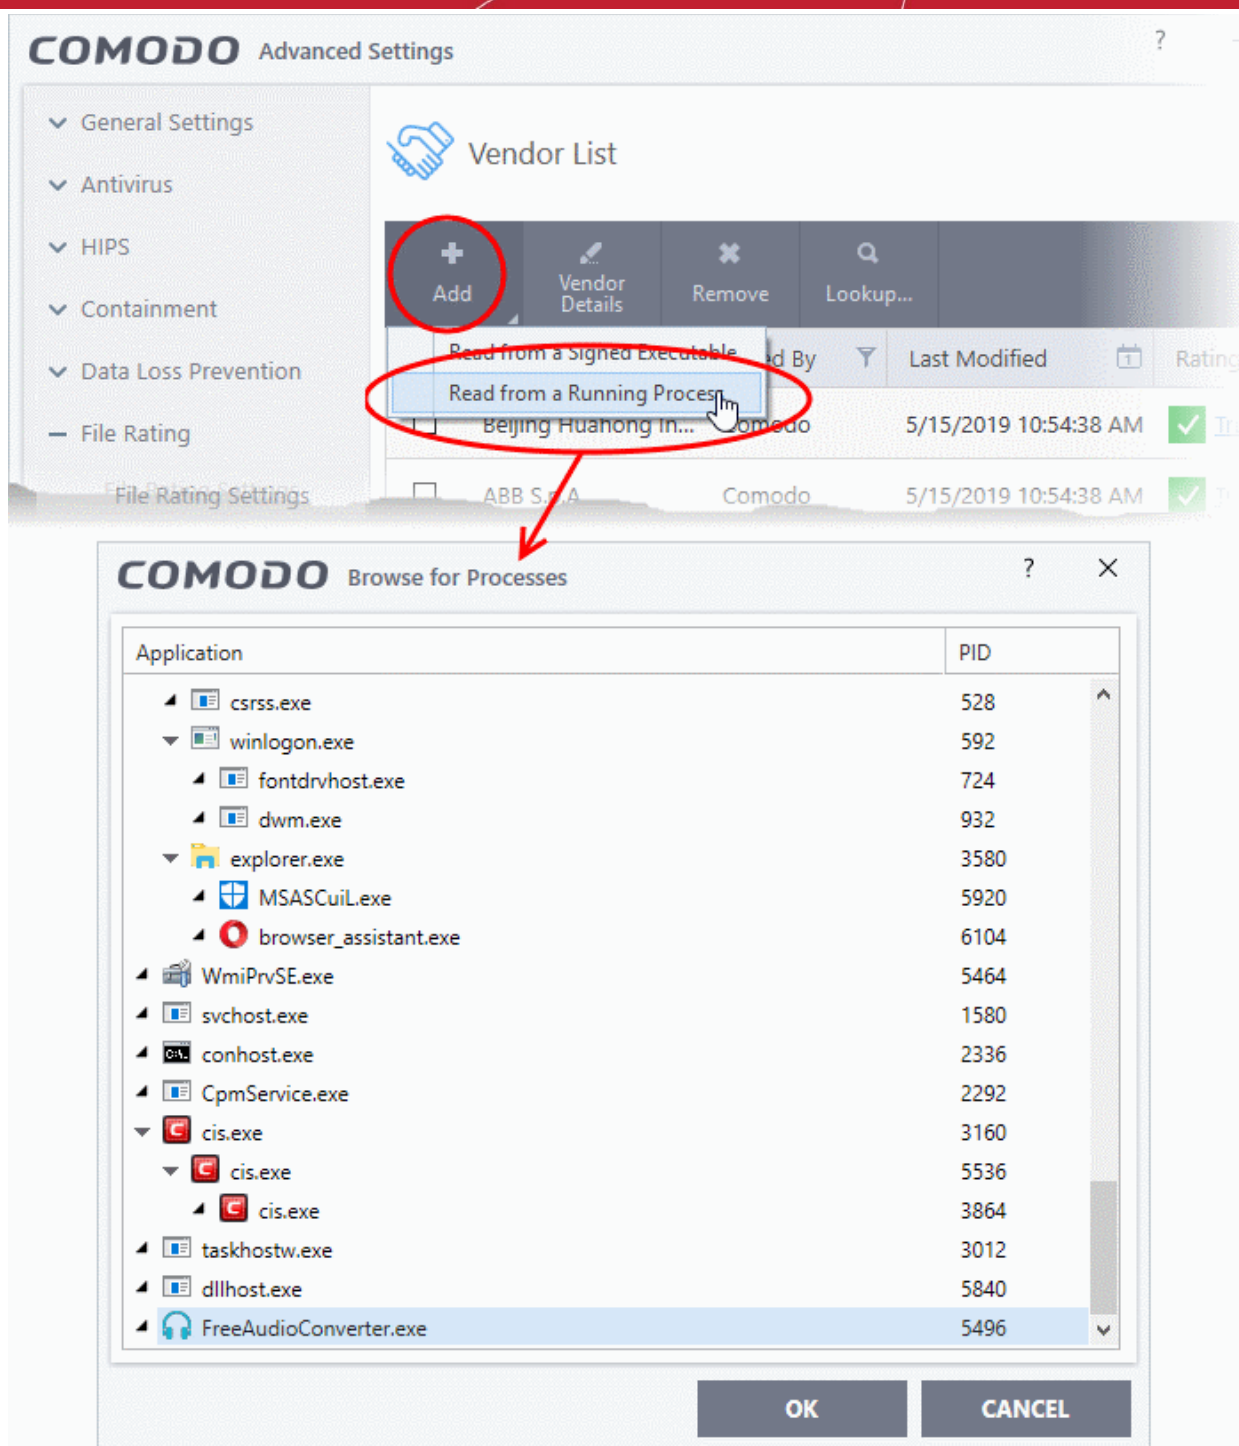 COMODO Advanced Settings ?
General Settings
Antivirus
HIPS
Containment
Data Loss Prevention
File Rating
File Rating Settings
Vendor List
Add
Vendor Details
Remove
Lookup...
Read from a Signed Executable
Read from a Running Process
ed By
Last Modified
Rating
Beijing Huahong In... Comodo 5/15/2019 10:54:38 AM
ABB S.p.A Comodo 5/15/2019 10:54:38 AM
COMODO Browse for Processes ?
Application PID
csrss.exe 528
winlogon.exe 592
fontdrvhost.exe 724
dwm.exe 932
explorer.exe 3580
MSASCuiL.exe 5920
browser_assistant.exe 6104
WmiPrvSE.exe 5464
svchost.exe 1580
C:\.
conhost.exe 2336
CpmService.exe 2292
C cis.exe 3160
C cis.exe 5536
C cis.exe 3864
taskhostw.exe 3012
dllhost.exe 5840
FreeAudioConverter.exe 5496
OK CANCEL